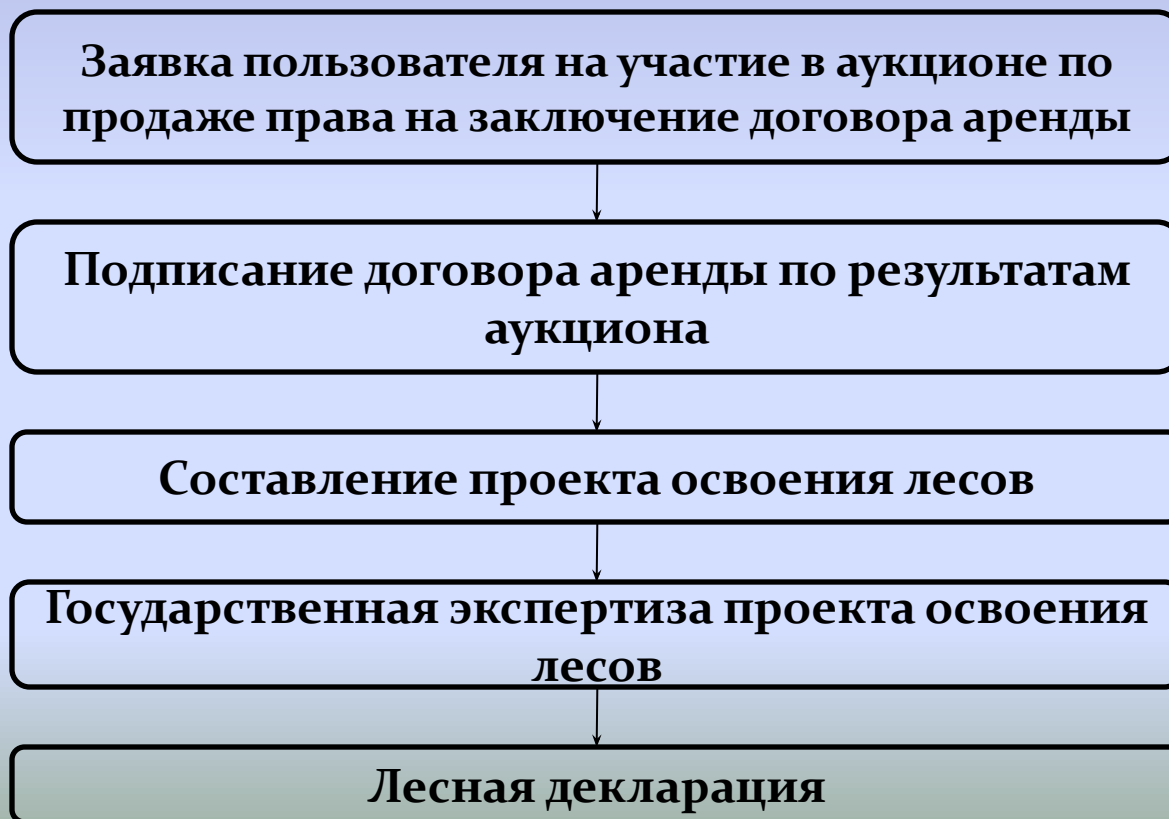 Заявка пользователя на участие в аукционе по
продаже права на заключение договора аренды
Подписание договора аренды по результатам
аукциона
Составление проекта освоения лесов
Государственная экспертиза проекта освоения
лесов
Лесная декларация